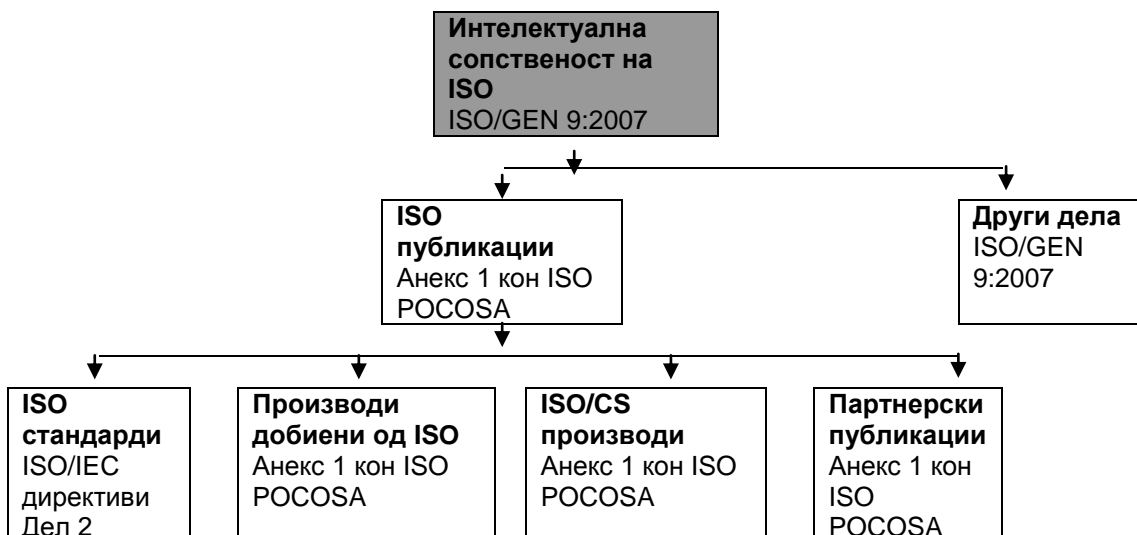 Интелектуална
сопственост на
ISO
ISO/GEN 9:2007
ISO
публикации
Анекс 1 кон ISO
POCOSA
Други дела
ISO/GEN
9:2007
ISO
стандарди
ISO/IEC
директиви
Дел 2
Производи
добиени од ISO
Анекс 1 кон ISO
POCOSA
ISO/CS
производи
Анекс 1 кон ISO
POCOSA
Партнерски
публикации
Анекс 1 кон
ISO
POCOSA